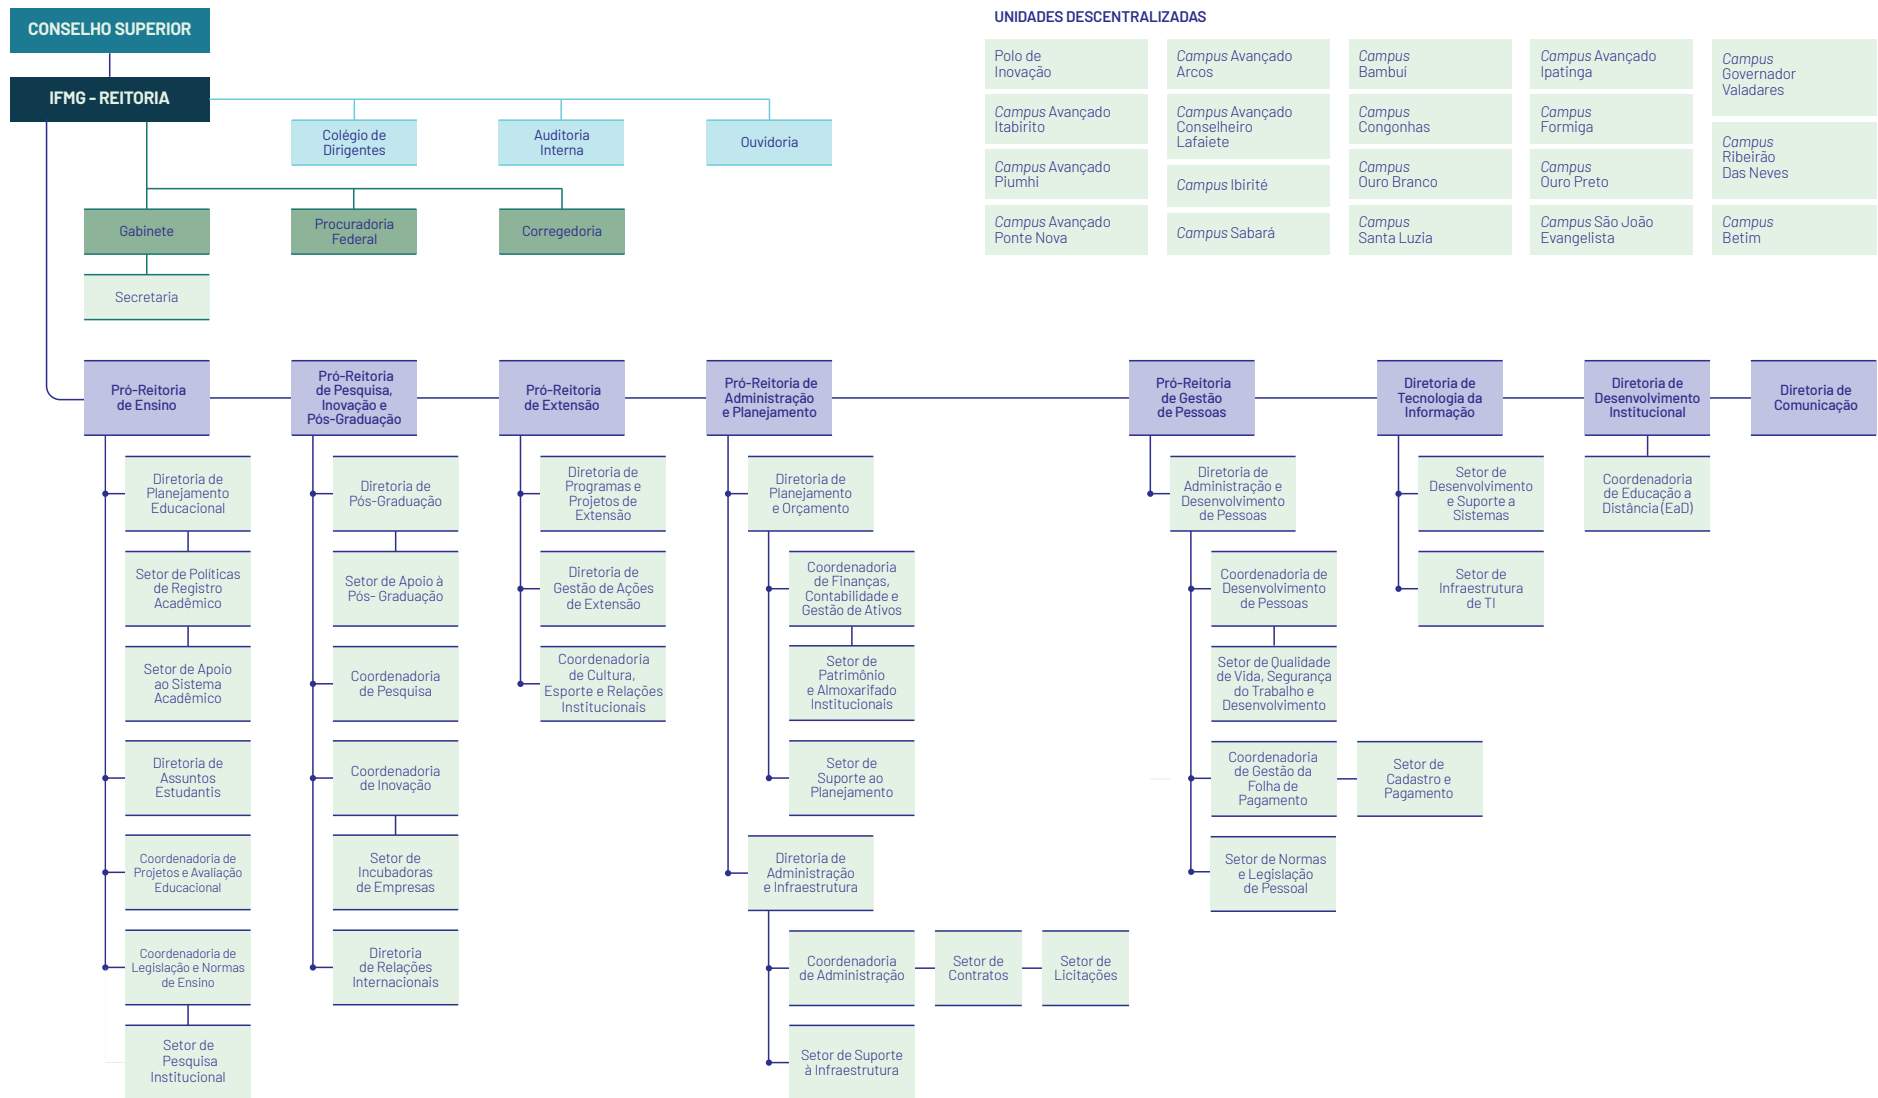 CONSELHO SUPERIOR
IFMG - REITORIA
Colégio de
Dirigentes
Auditoria
Interna
Ouvidoria
Gabinete
Procuradoria
Federal
Corregedoria
Secretaria
UNIDADES DESCENTRALIZADAS
Polo de
Inovação
Campus Avançado
Itabirito
Campus Avançado
Piumhi
Campus Avançado
Ponte Nova
Campus Avançado
Arcos
Campus Avançado
Conselheiro
Lafaiete
Campus Ibirité
Campus Sabará
Campus
Bambuí
Campus
Congonhas
Campus
Ouro Branco
Campus
Santa Luzia
Campus Avançado
Ipatinga
Campus
Formiga
Campus
Ouro Preto
Campus São João
Evangelista
Campus
Governador
Valadares
Campus
Ribeirão
Das Neves
Campus
Betim
Pró-Reitoria
de Ensino
Diretoria de
Planejamento
Educacional
Setor de Políticas
de Registro
Acadêmico
Setor de Apoio
ao Sistema
Acadêmico
Diretoria de
Assuntos
Estudantis
Coordenadoria de
Projetos e Avaliação
Educacional
Coordenadoria de
Legislação e Normas
de Ensino
Setor de
Pesquisa
Institucional
Pró-Reitoria
de Pesquisa,
Inovação e
Pós-Graduação
Diretoria de
Pós-Graduação
Setor de Apoio à
Pós- Graduação
Coordenadoria
de Pesquisa
Coordenadoria
de Inovação
Setor de
Incubadoras
de Empresas
Diretoria
de Relações
Internacionais
Pró-Reitoria
de Extensão
Diretoria de
Programas e
Projetos de
Extensão
Diretoria de
Gestão de Ações
de Extensão
Coordenadoria
de Cultura,
Esporte e Relações
Institucionais
Pró-Reitoria de
Administração
e Planejamento
Diretoria de
Planejamento
e Orçamento
Coordenadoria
de Finanças,
Contabilidade e
Gestão de Ativos
Setor de
Patrimônio
e Almoxarifado
Institucionais
Setor de
Suporte ao
Planejamento
Diretoria de
Administração
e Infraestrutura
Coordenadoria
de Administração
Setor de
Contratos
Setor de
Licitações
Setor de Suporte
à Infraestrutura
Pró-Reitoria
de Gestão
de Pessoas
Diretoria de
Administração e
Desenvolvimento
de Pessoas
Coordenadoria de
Desenvolvimento
de Pessoas
Setor de Qualidade
de Vida, Segurança
do Trabalho e
Desenvolvimento
Coordenadoria
de Gestão da
Folha de
Pagamento
Setor de
Cadastro e
Pagamento
Setor de Normas
e Legislação
de Pessoal
Diretoria de
Tecnologia da
Informação
Setor de
Desenvolvimento
e Suporte a
Sistemas
Setor de
Infraestrutura
de TI
Diretoria de
Desenvolvimento
Institucional
Coordenadoria
de Educação a
Distância (EaD)
Diretoria de
Comunicação